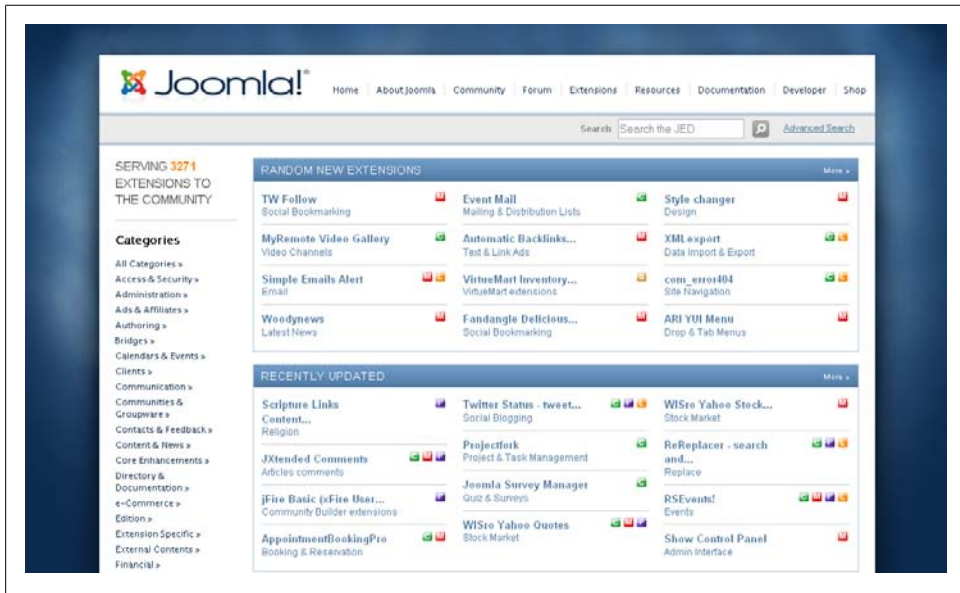 Joomla!®
Home About Joomla Community Forum Extensions Resources Documentation Developer Shop
Search Search the JED Advanced Search
SERVING 3271
EXTENSIONS TO
THE COMMUNITY
Categories
All Categories »
Access & Security »
Administration »
Ads & Affiliates »
Authoring »
Bridges »
Calendars & Events »
Clients »
Communication »
Communities &
Groupware »
Contacts & Feedback »
Content & News »
Core Enhancements »
Directory &
Documentation »
e-Commerce »
Edition »
Extension Specific »
External Contents »
Financial »
RANDOM NEW EXTENSIONS More »
TW Follow
Social Bookmarking
Event Mail
Mailing & Distribution Lists
Style changer
Design
MyRemote Video Gallery
Video Channels
Automatic Backlinks...
Text & Link Ads
XMLexport
Data Import & Export
Simple Emails Alert
Email
VirtueMart Inventory...
VirtueMart extensions
com_error404
Site Navigation
Woodynews
Latest News
Fandangle Delicious...
Social Bookmarking
ARI YUI Menu
Drop & Tab Menus
RECENTLY UPDATED More »
Scripture Links
Content...
Religion
JXtended Comments
Articles comments
jFire Basic (xFire User...
Community Builder extensions
AppointmentBookingPro
Booking & Reservation
Twitter Status - tweet...
Social Blogging
Projectfork
Project & Task Management
Joomla Survey Manager
Quiz & Surveys
WISro Yahoo Quotes
Stock Market
WISro Yahoo Stock...
Stock Market
ReReplacer - search
and...
Replace
RSEvents!
Events
Show Control Panel
Admin Interface